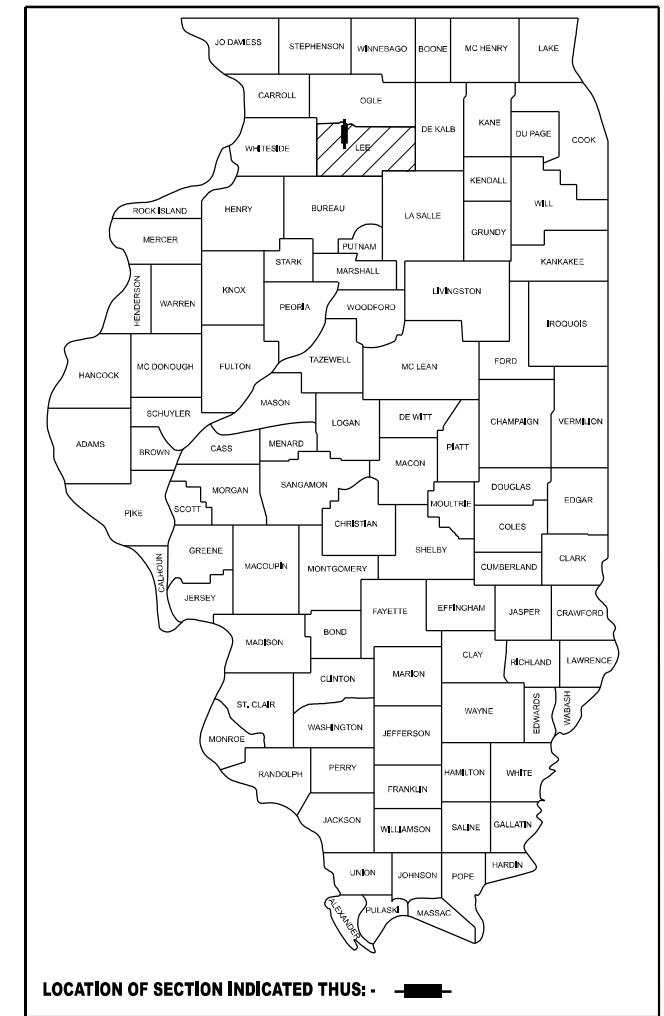 JO DAVIESS
STEPHENSON
WINNEBAGO
BOONE
MC HENRY
LAKE
CARROLL
OGLE
DE KALB
KANE
DU PAGE
COOK
WHITESIDE
LEE
KENDALL
WILL
ROCK ISLAND
HENRY
BUREAU
LA SALLE
GRUNDY
MERCER
PUTNAM
KANKAKEE
STARK
MARSHALL
HENDERSON
WARREN
KNOX
PEORIA
WOODFORD
LIVINGSTON
IROQUOIS
HANCOCK
MC DONOUGH
FULTON
TAZEWELL
MC LEAN
FORD
MASON
SCHUYLER
LOGAN
DE WITT
CHAMPAIGN
VERMILION
ADAMS
BROWN
CASS
MENARD
PIATT
MACON
MORGAN
SANGAMON
DOUGLAS
EDGAR
PIKE
SCOTT
MOULTRIE
CHRISTIAN
COLES
CALHOUN
GREENE
MACOUPIN
MONTGOMERY
SHELBY
CLARK
CUMBERLAND
JERSEY
FAYETTE
EFFINGHAM
JASPER
CRAWFORD
BOND
MADISON
CLAY
RICHLAND
LAWRENCE
MARION
CLINTON
ST. CLAIR
WAYNE
EDWARDS
WABASH
WASHINGTON
JEFFERSON
MONROE
RANDOLPH
PERRY
HAMILTON
WHITE
FRANKLIN
JACKSON
WILLIAMSON
SALINE
GALLATIN
UNION
JOHNSON
POPE
HARDIN
ALEXANDER
PULASKI
MASSAC
LOCATION OF SECTION INDICATED THUS: -